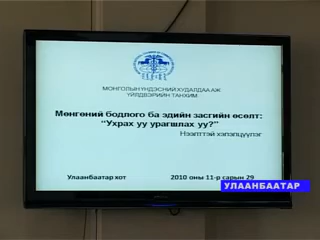 МОНГОЛЫН ҮНДЭСНИЙ ХУДАЛДАА АЖ
ҮЙЛДВЭРИЙН ТАНХИМ
Мөнгөний бодлого ба эдийн засгийн өсөлт:
“Ухрах уу урагшлах уу?”
Нээлттэй хэлэлцүүлэг
Улаанбаатар хот
2010 оны 11-р сарын 29
УЛААНБААТАР